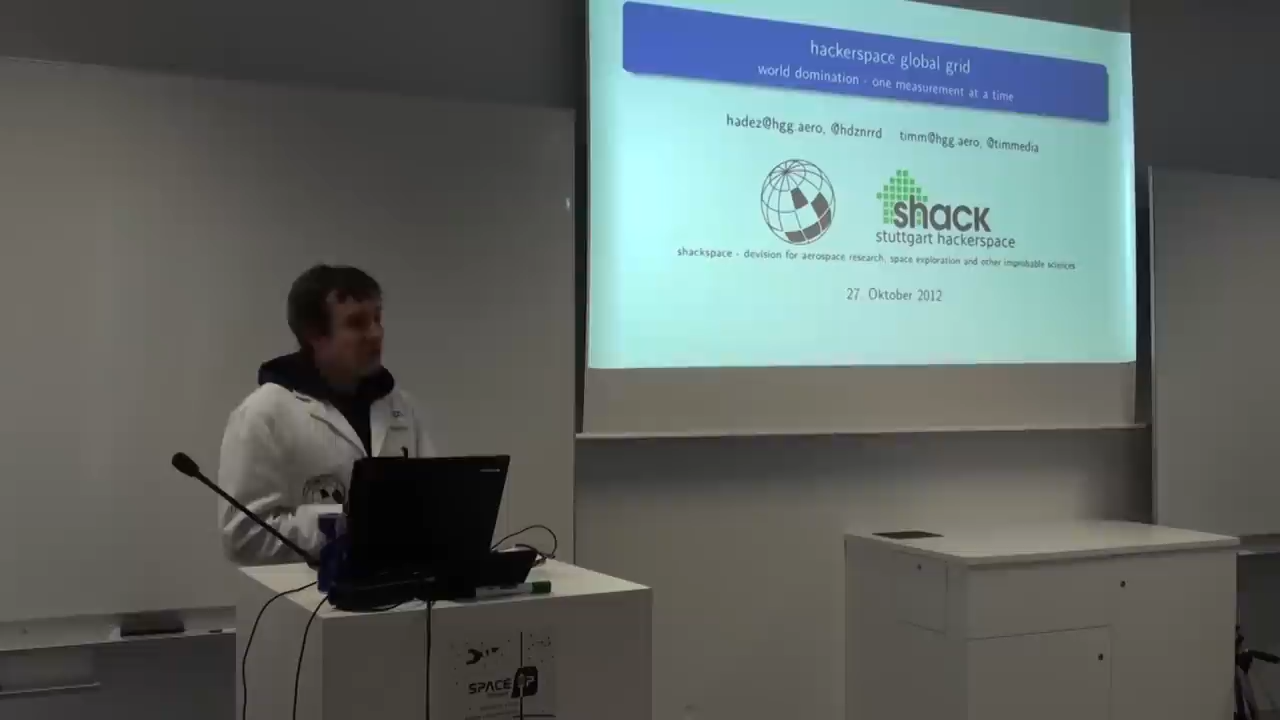 hackerspace global grid
world domination - one measurement at a time
hadez@hgg.aero, @hdznrrd timm@hgg.aero, @timmedia
shack
stuttgart hackerspace
shackspace - devision for aerospace research, space exploration and other improbable sciences
27. Oktober 2012
SPACE UP